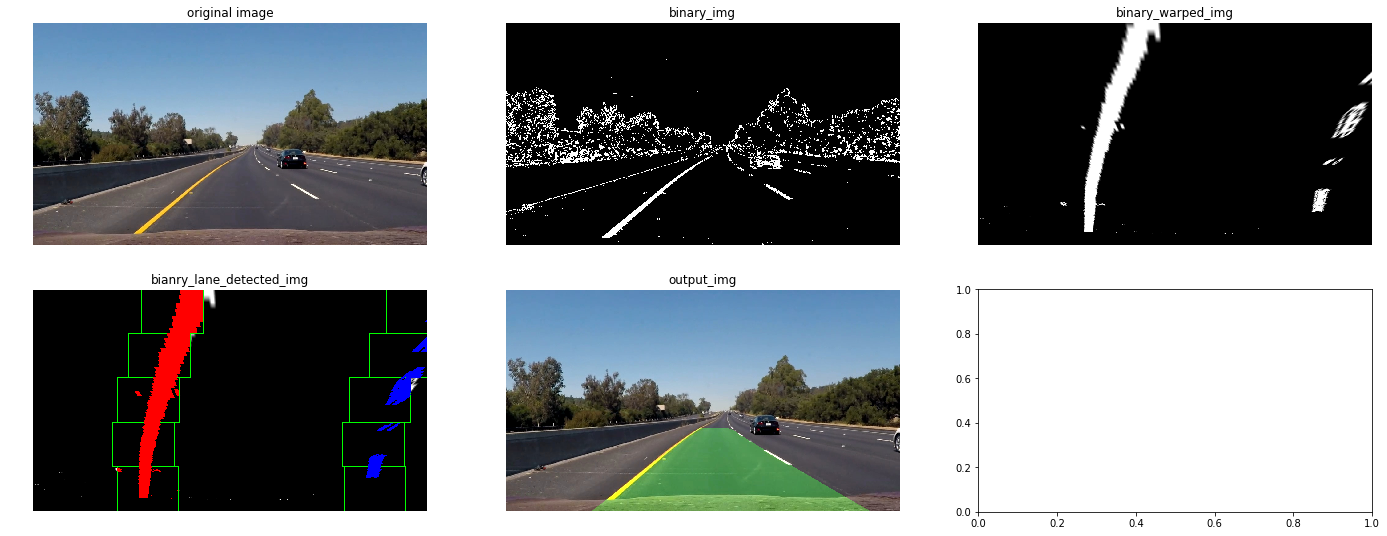 original image
binary_img
binary_warped_img
bianry_lane_detected_img
output_img
1.0
0.8
0.6
0.4
0.2
0.0
0.0 0.2 0.4 0.6 0.8 1.0